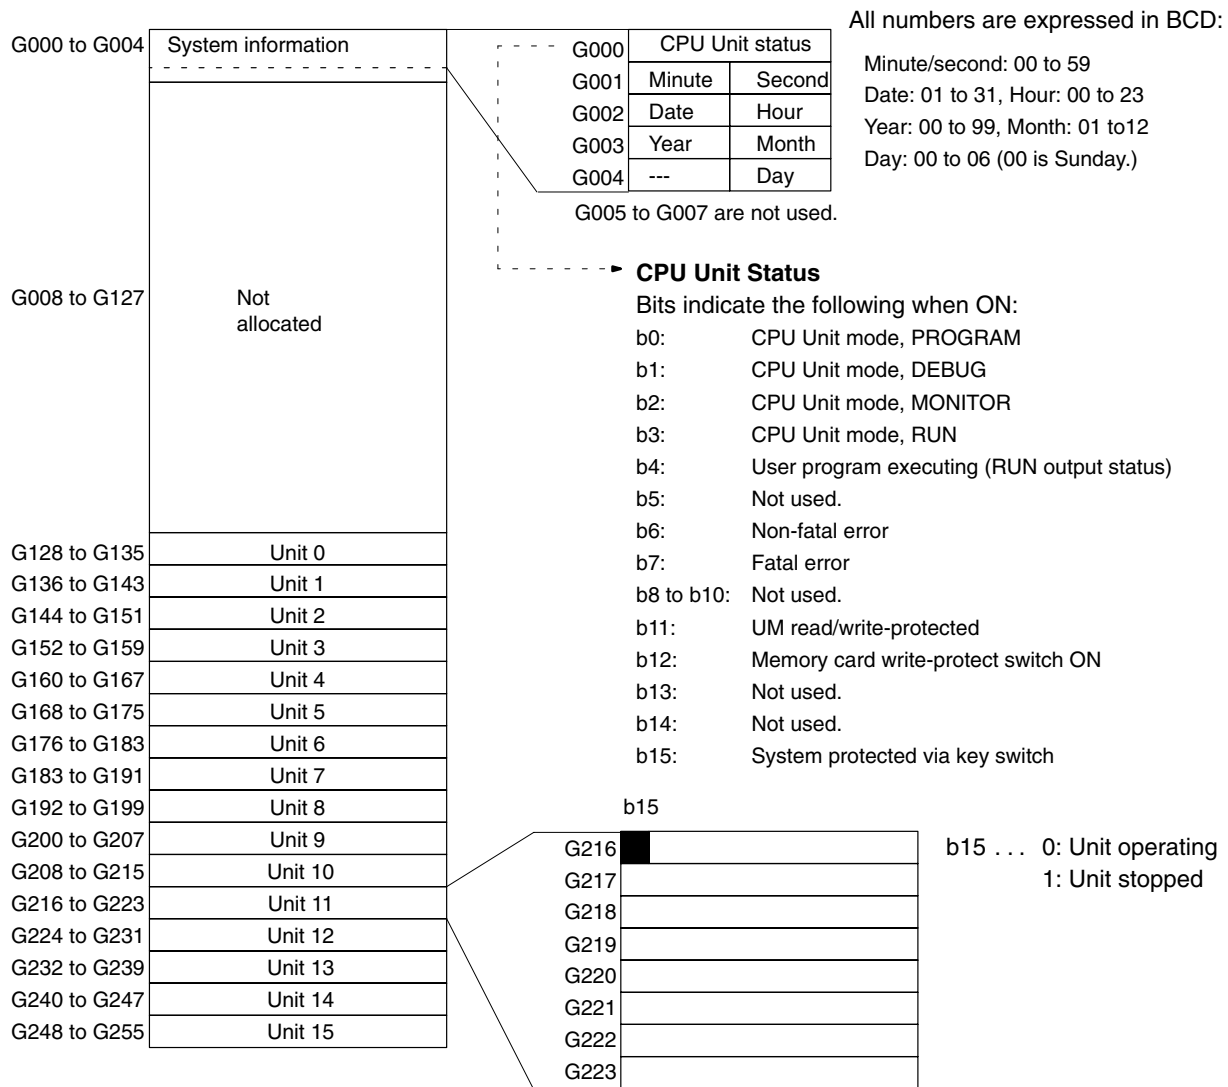 All numbers are expressed in BCD:
G000 to G004 System information
G000 CPU Unit status
G001 Minute Second
G002 Date Hour
G003 Year Month
G004 --- Day
Minute/second: 00 to 59
Date: 01 to 31, Hour: 00 to 23
Year: 00 to 99, Month: 01 to12
Day: 00 to 06 (00 is Sunday.)
G005 to G007 are not used.
G008 to G127 Not
allocated
CPU Unit Status
Bits indicate the following when ON:
b0: CPU Unit mode, PROGRAM
b1: CPU Unit mode, DEBUG
b2: CPU Unit mode, MONITOR
b3: CPU Unit mode, RUN
b4: User program executing (RUN output status)
b5: Not used.
b6: Non-fatal error
b7: Fatal error
b8 to b10: Not used.
b11: UM read/write-protected
b12: Memory card write-protect switch ON
b13: Not used.
b14: Not used.
b15: System protected via key switch
G128 to G135 Unit 0
G136 to G143 Unit 1
G144 to G151 Unit 2
G152 to G159 Unit 3
G160 to G167 Unit 4
G168 to G175 Unit 5
G176 to G183 Unit 6
G183 to G191 Unit 7
G192 to G199 Unit 8
G200 to G207 Unit 9
G208 to G215 Unit 10
G216 to G223 Unit 11
G224 to G231 Unit 12
G232 to G239 Unit 13
G240 to G247 Unit 14
G248 to G255 Unit 15
b15
G216
G217
G218
G219
G220
G221
G222
G223
b15 . . . 0: Unit operating
1: Unit stopped